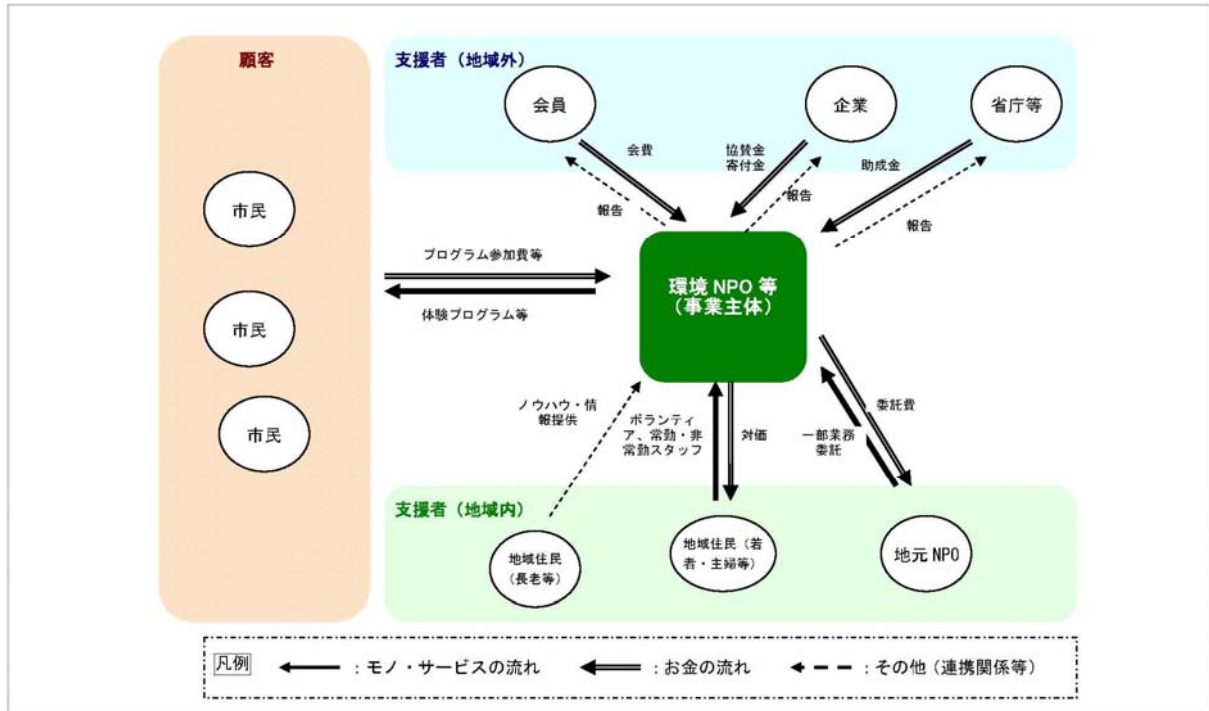 顧客
支援者（地域外）
会員
企業
省庁等
会費
協賛金
寄付金
助成金
報告
報告
報告
市民
市民
市民
プログラム参加費等
体験プログラム等
環境 NPO 等
（事業主体）
ノウハウ・情
報提供
ボランティ
ア、常勤・非
常勤スタッフ
対価
委託費
一部業務
委託
支援者（地域内）
地域住民
（長老等）
地域住民（若
者・主婦等）
地元 NPO
凡例
：モノ・サービスの流れ
：お金の流れ
：その他（連携関係等）